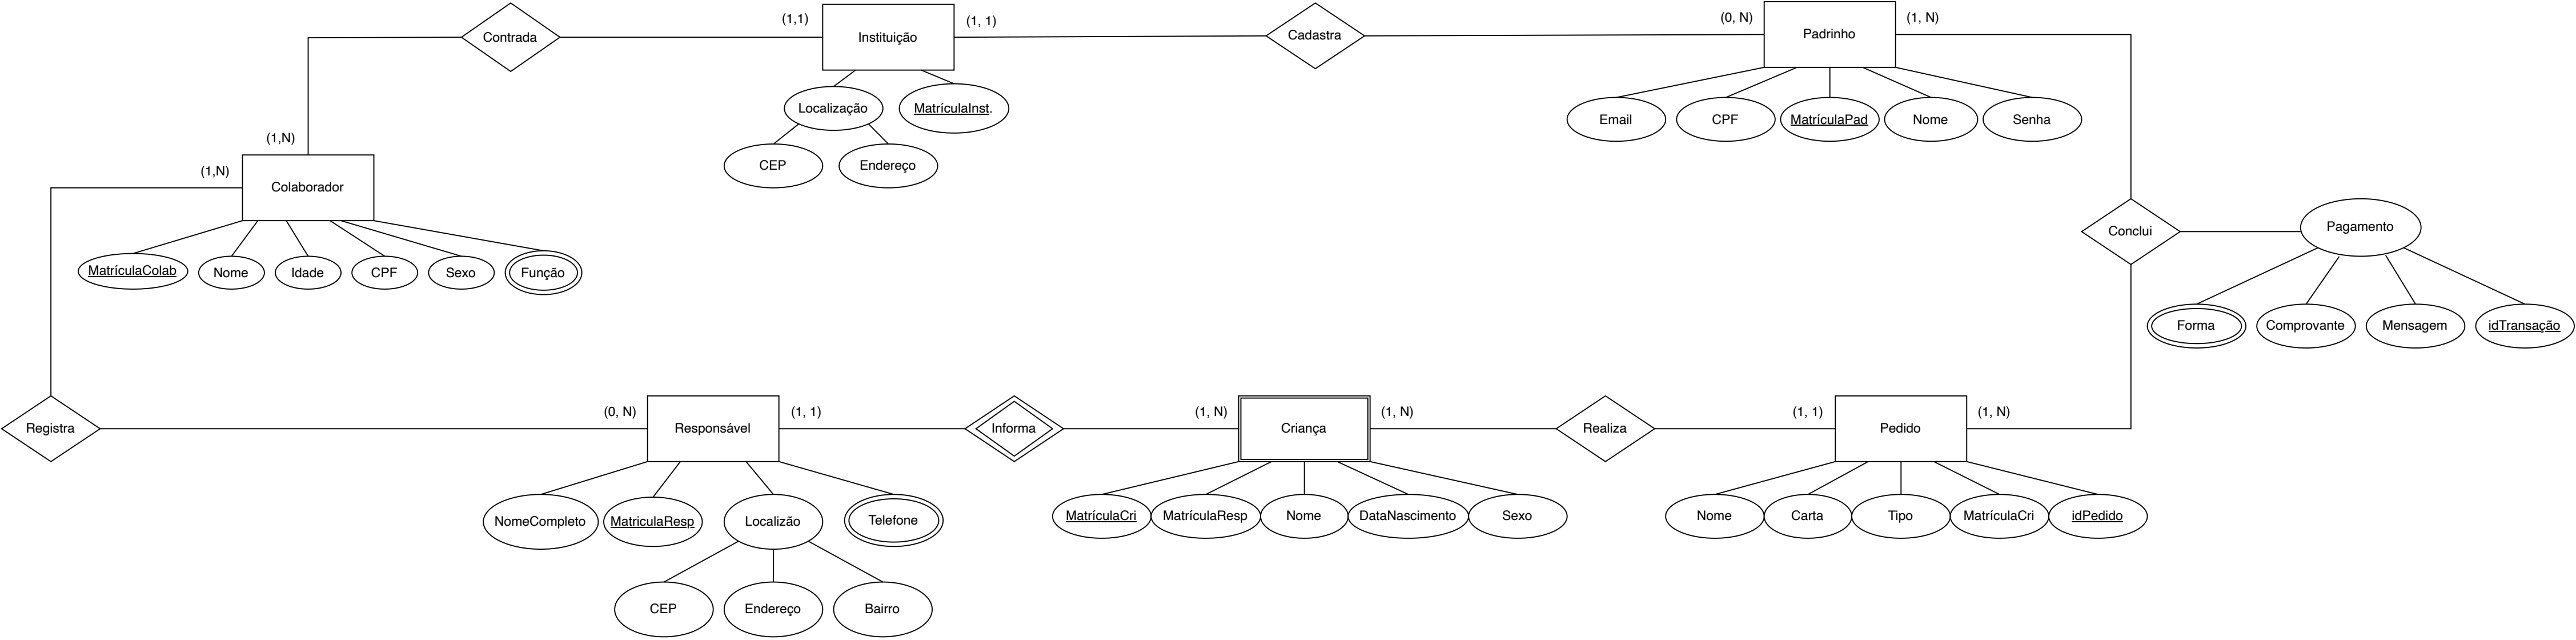 Contrada
(1,1)
Instituição
(1, 1)
Cadastra
(0, N)
Padrinho
(1, N)
Localização
MatrículaInst.
CEP
Endereço
Email
CPF
MatrículaPad
Nome
Senha
(1,N)
(1,N)
Colaborador
MatrículaColab
Nome
Idade
CPF
Sexo
Função
Conclui
Pagamento
Forma
Comprovante
Mensagem
idTransação
Registra
(0, N)
Responsável
(1, 1)
Informa
(1, N)
Criança
(1, N)
Realiza
(1, 1)
Pedido
(1, N)
NomeCompleto
MatriculaResp
Localizão
Telefone
CEP
Endereço
Bairro
MatrículaCri
MatrículaResp
Nome
DataNascimento
Sexo
Nome
Carta
Tipo
MatrículaCri
idPedido